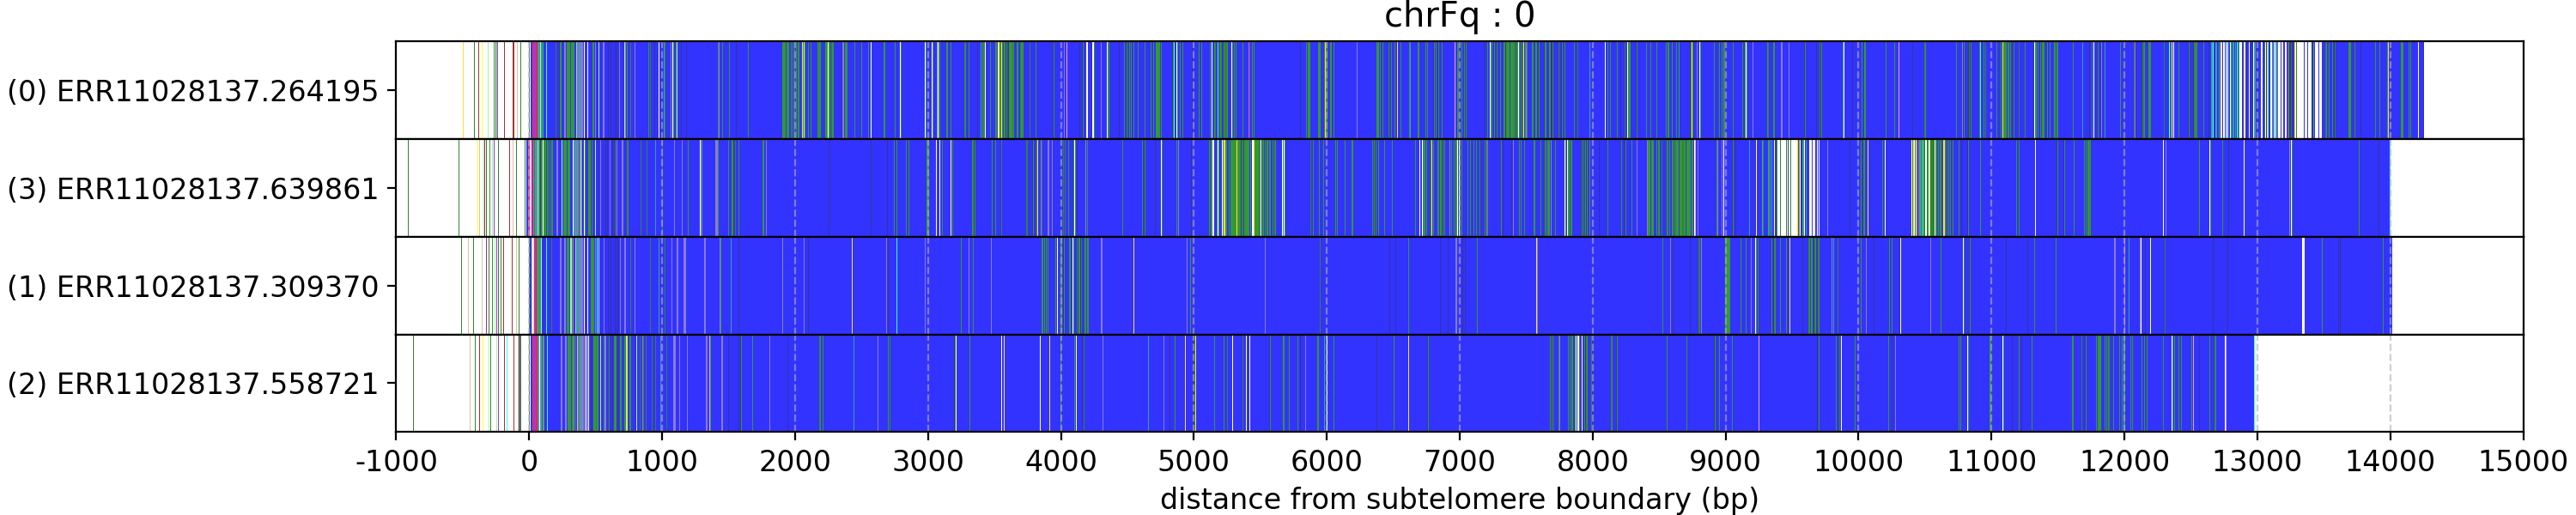 chrFq : 0
(0) ERR11028137.264195
(3) ERR11028137.639861
(1) ERR11028137.309370
(2) ERR11028137.558721
-1000 0 1000 2000 3000 4000 5000 6000 7000 8000 9000 10000 11000 12000 13000 14000 15000
distance from subtelomere boundary (bp)